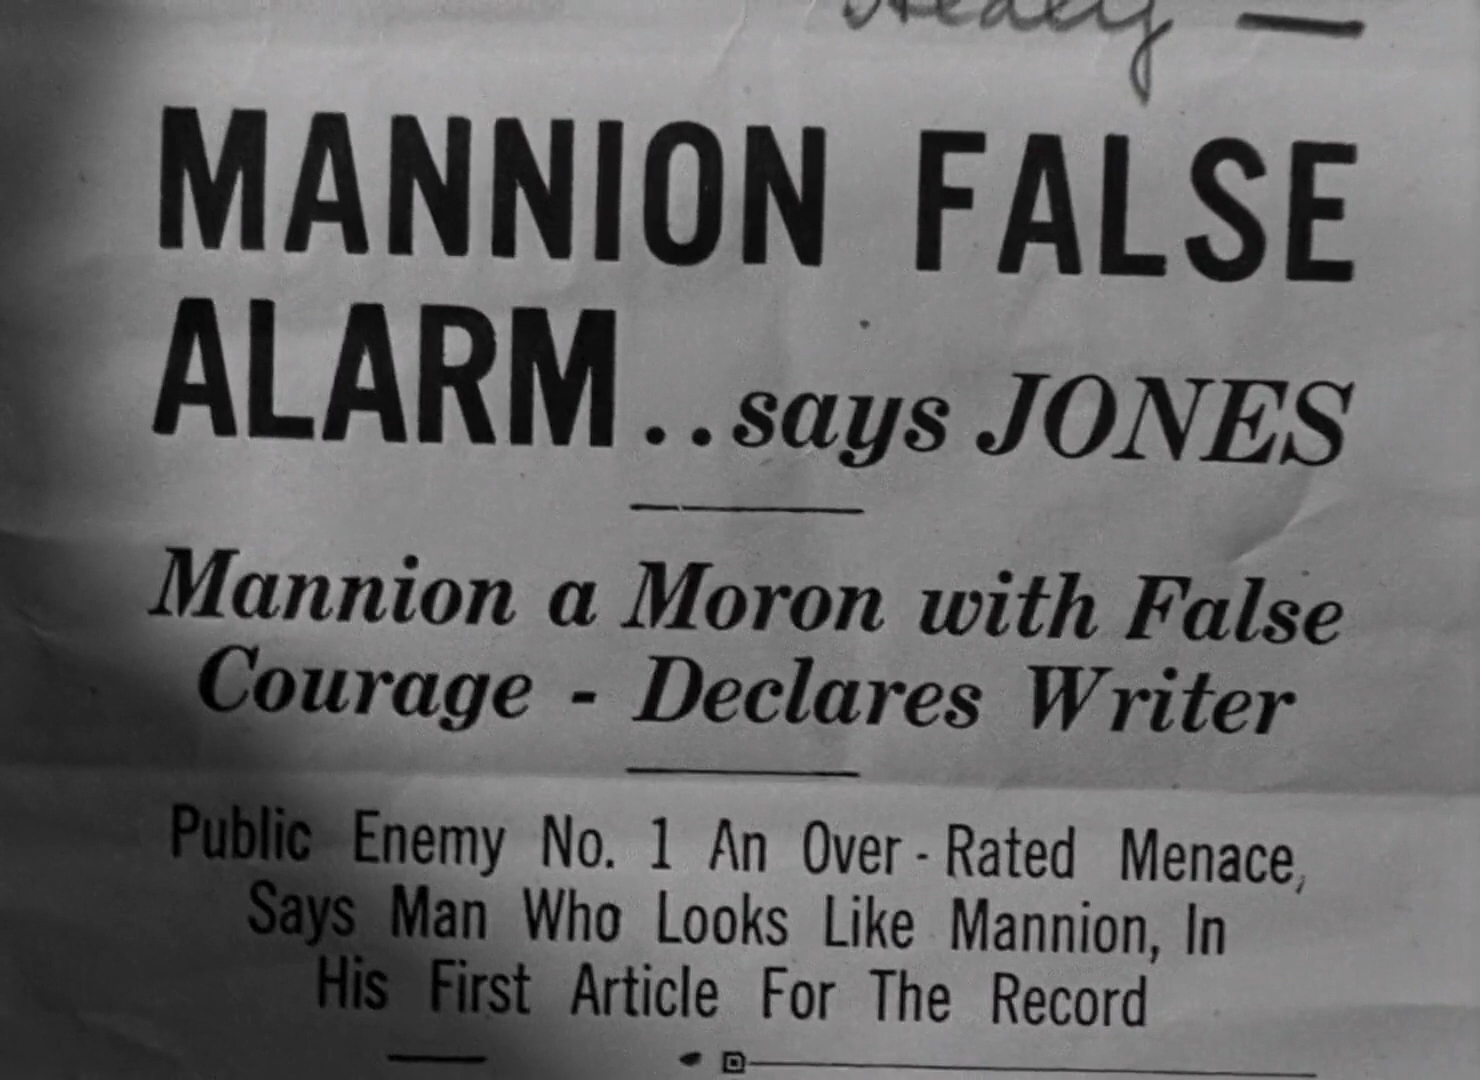 Healy —
MANNION FALSE
ALARM..says JONES
Mannion a Moron with False
Courage - Declares Writer
Public Enemy No. 1 An Over - Rated Menace,
Says Man Who Looks Like Mannion, In
His First Article For The Record